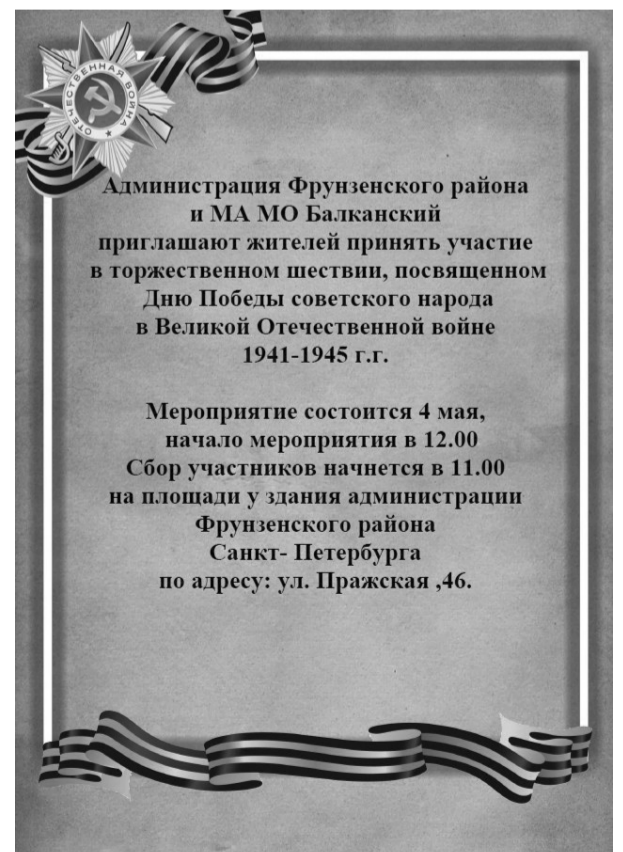 ОТЕЧЕСТВЕННАЯ ВОЙНА
Администрация Фрунзенского района
и МА МО Балканский
приглашают жителей принять участие
в торжественном шествии, посвященном
Дню Победы советского народа
в Великой Отечественной войне
1941-1945 г.г.
Мероприятие состоится 4 мая,
начало мероприятия в 12.00
Сбор участников начнется в 11.00
на площади у здания администрации
Фрунзенского района
Санкт- Петербурга
по адресу: ул. Пражская ,46.